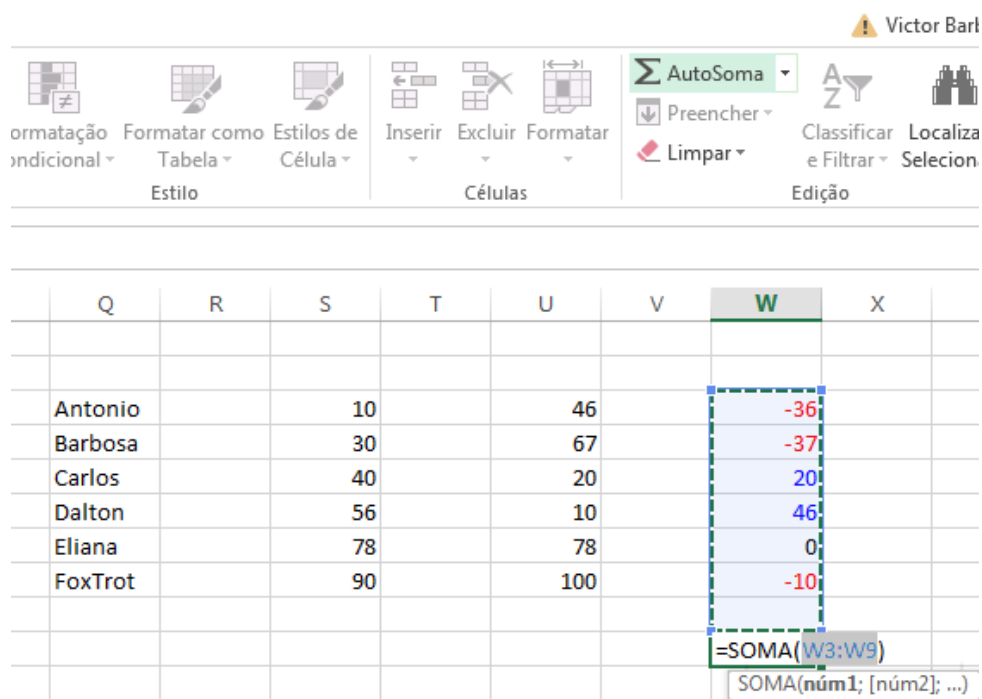 Victor Barb
AutoSoma
Preencher
Limpar
ormatação Formatar como Estilos de
ondicional Tabela Célula
Inserir Excluir Formatar
Classificar Localiza
e Filtrar Selecion
Estilo Células Edição
Q R S T U V W X
Antonio 10 46 -36
Barbosa 30 67 -37
Carlos 40 20 20
Dalton 56 10 46
Eliana 78 78 0
FoxTrot 90 100 -10
=SOMA(W3:W9)
SOMA(núm1; [núm2]; ...)